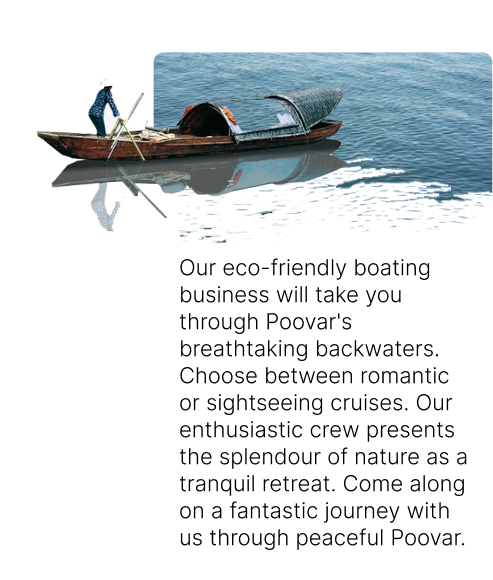 Our eco-friendly boating
business will take you
through Poovar's
breathtaking backwaters.
Choose between romantic
or sightseeing cruises. Our
enthusiastic crew presents
the splendour of nature as a
tranquil retreat. Come along
on a fantastic journey with
us through peaceful Poovar.